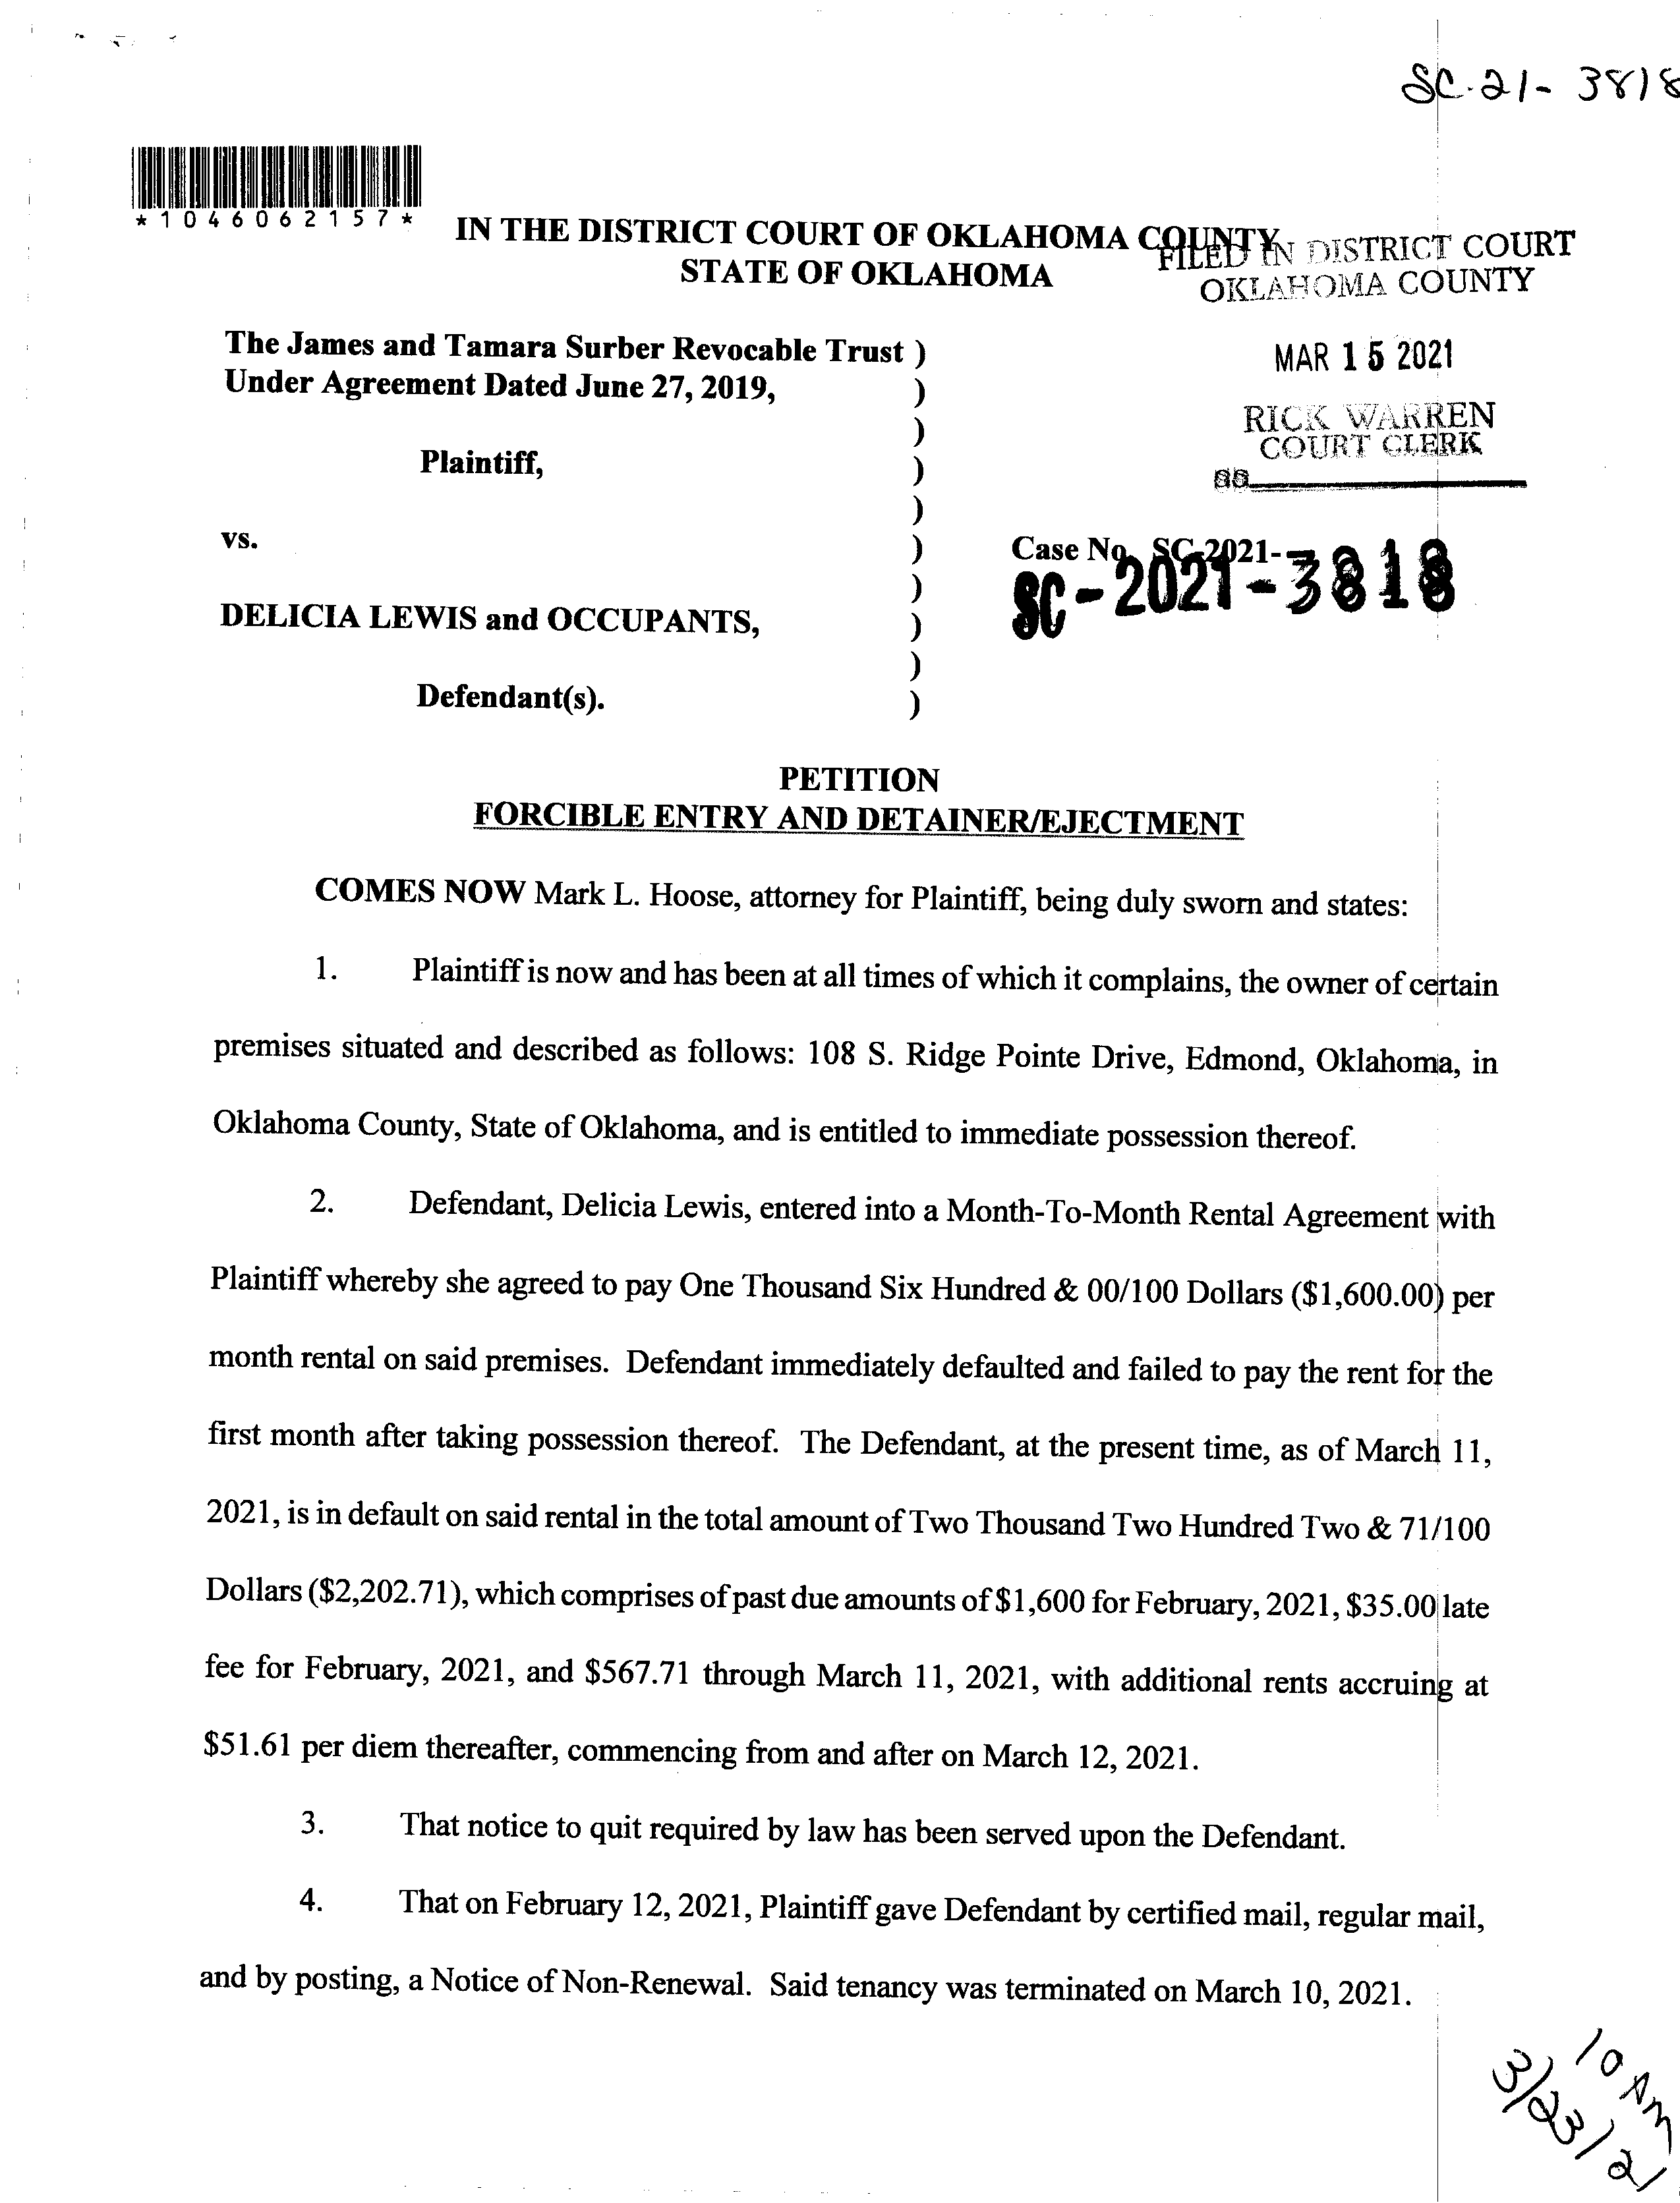 SC-21-3818
*1046062157*
IN THE DISTRICT COURT OF OKLAHOMA COUNTY
STATE OF OKLAHOMA
FILED IN DISTRICT COURT
OKLAHOMA COUNTY
MAR 15 2021
RICK WARREN
COURT CLERK
The James and Tamara Surber Revocable Trust )
Under Agreement Dated June 27, 2019, )
)
Plaintiff, )
)
vs. )
)
DELICIA LEWIS and OCCUPANTS, )
)
Defendant(s). )
Case No. SC-2021-
SC-2021-3818
PETITION
FORCIBLE ENTRY AND DETAINER/EJECTMENT
COMES NOW Mark L. Hoose, attorney for Plaintiff, being duly sworn and states:
1. Plaintiff is now and has been at all times of which it complains, the owner of certain
premises situated and described as follows: 108 S. Ridge Pointe Drive, Edmond, Oklahoma, in
Oklahoma County, State of Oklahoma, and is entitled to immediate possession thereof.
2. Defendant, Delicia Lewis, entered into a Month-To-Month Rental Agreement with
Plaintiff whereby she agreed to pay One Thousand Six Hundred & 00/100 Dollars ($1,600.00) per
month rental on said premises. Defendant immediately defaulted and failed to pay the rent for the
first month after taking possession thereof. The Defendant, at the present time, as of March 11,
2021, is in default on said rental in the total amount of Two Thousand Two Hundred Two & 71/100
Dollars ($2,202.71), which comprises of past due amounts of $1,600 for February, 2021, $35.00 late
fee for February, 2021, and $567.71 through March 11, 2021, with additional rents accruing at
$51.61 per diem thereafter, commencing from and after on March 12, 2021.
3. That notice to quit required by law has been served upon the Defendant.
4. That on February 12, 2021, Plaintiff gave Defendant by certified mail, regular mail,
and by posting, a Notice of Non-Renewal. Said tenancy was terminated on March 10, 2021.
10 AM
3/23/21